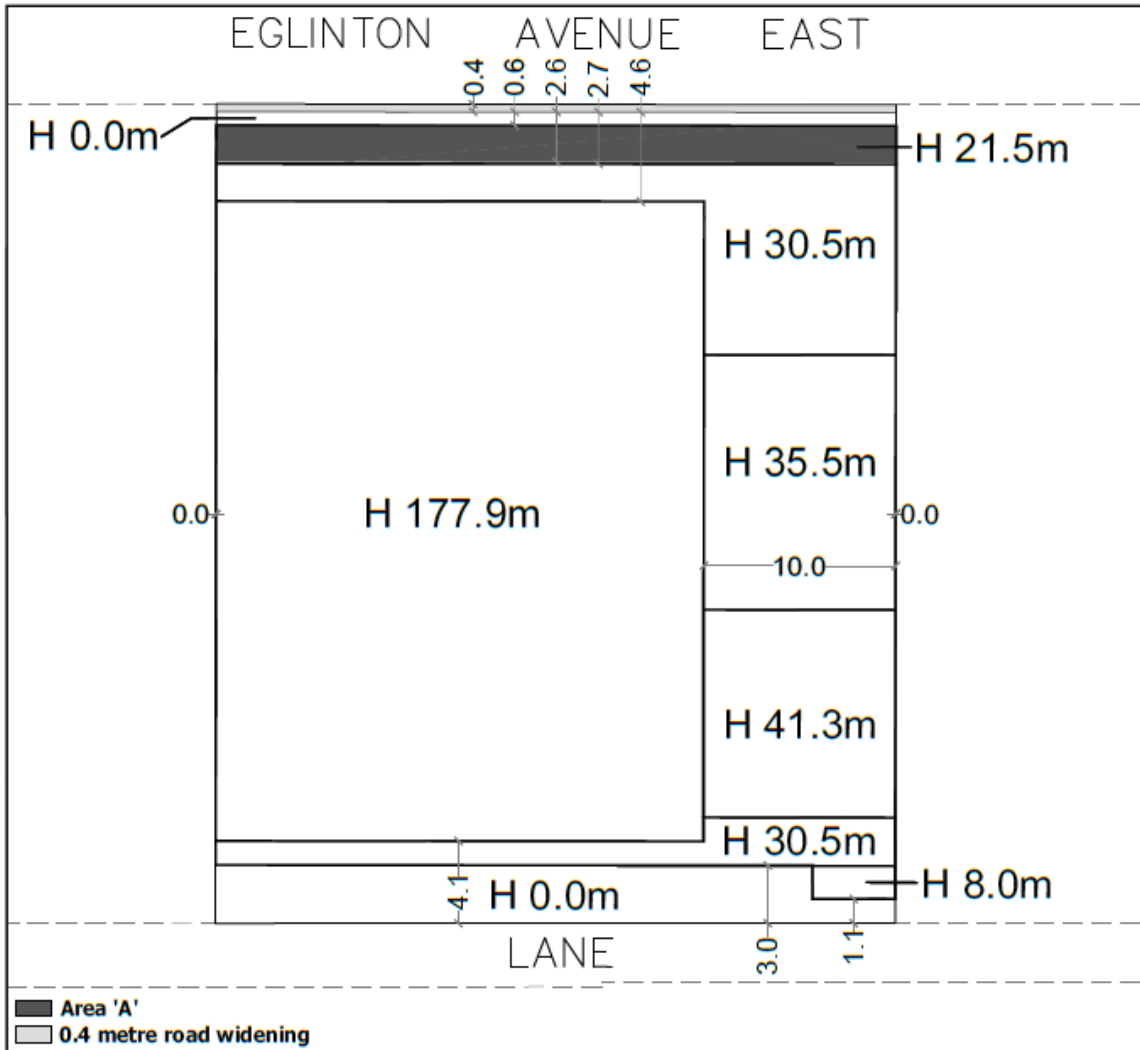 EGLINTON AVENUE EAST
0.4 0.6 2.6 2.7 4.6
H 0.0m
H 21.5m
H 30.5m
H 35.5m
0.0
H 177.9m
0.0
10.0
H 41.3m
H 30.5m
4.1
H 0.0m
H 8.0m
3.0
1.1
LANE
Area 'A'
0.4 metre road widening